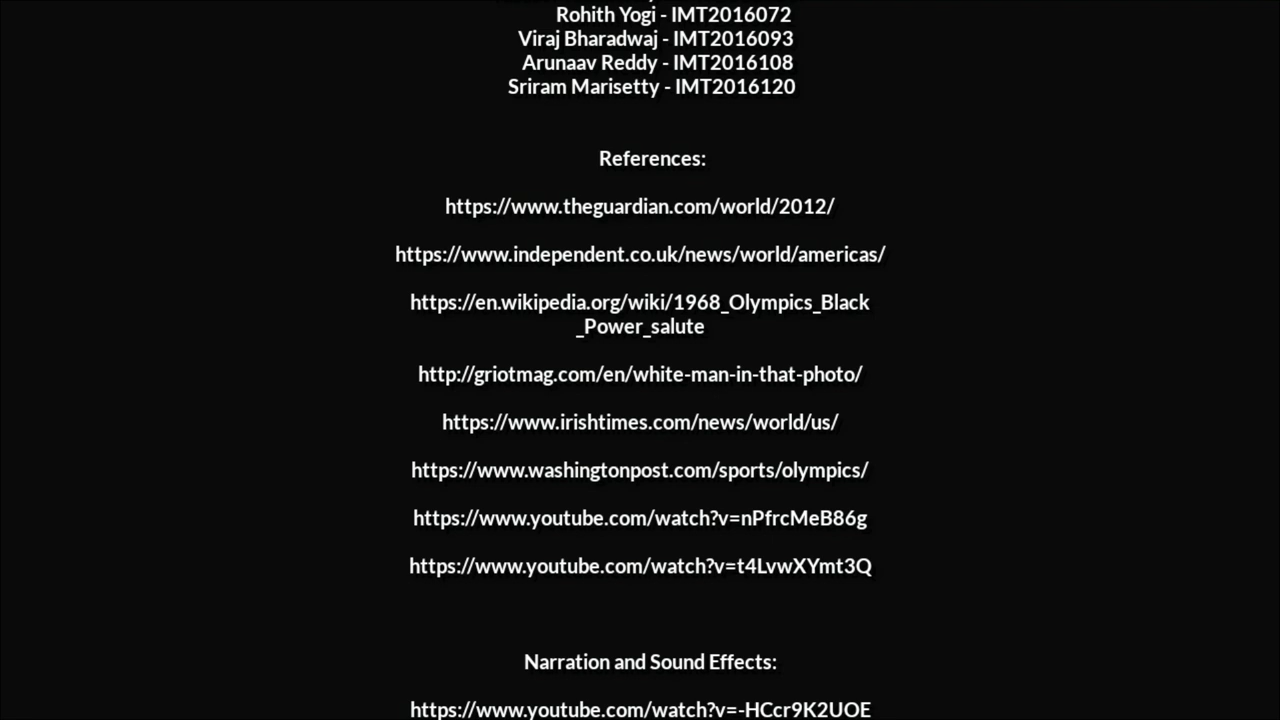 Rohith Yogi - IMT2016072
Viraj Bharadwaj - IMT2016093
Arunaav Reddy - IMT2016108
Sriram Marisetty - IMT2016120
References:
https://www.theguardian.com/world/2012/
https://www.independent.co.uk/news/world/americas/
https://en.wikipedia.org/wiki/1968_Olympics_Black
_Power_salute
http://griotmag.com/en/white-man-in-that-photo/
https://www.irishtimes.com/news/world/us/
https://www.washingtonpost.com/sports/olympics/
https://www.youtube.com/watch?v=nPfrcMeB86g
https://www.youtube.com/watch?v=t4LvwXYmt3Q
Narration and Sound Effects:
https://www.youtube.com/watch?v=-HCcr9K2UOE